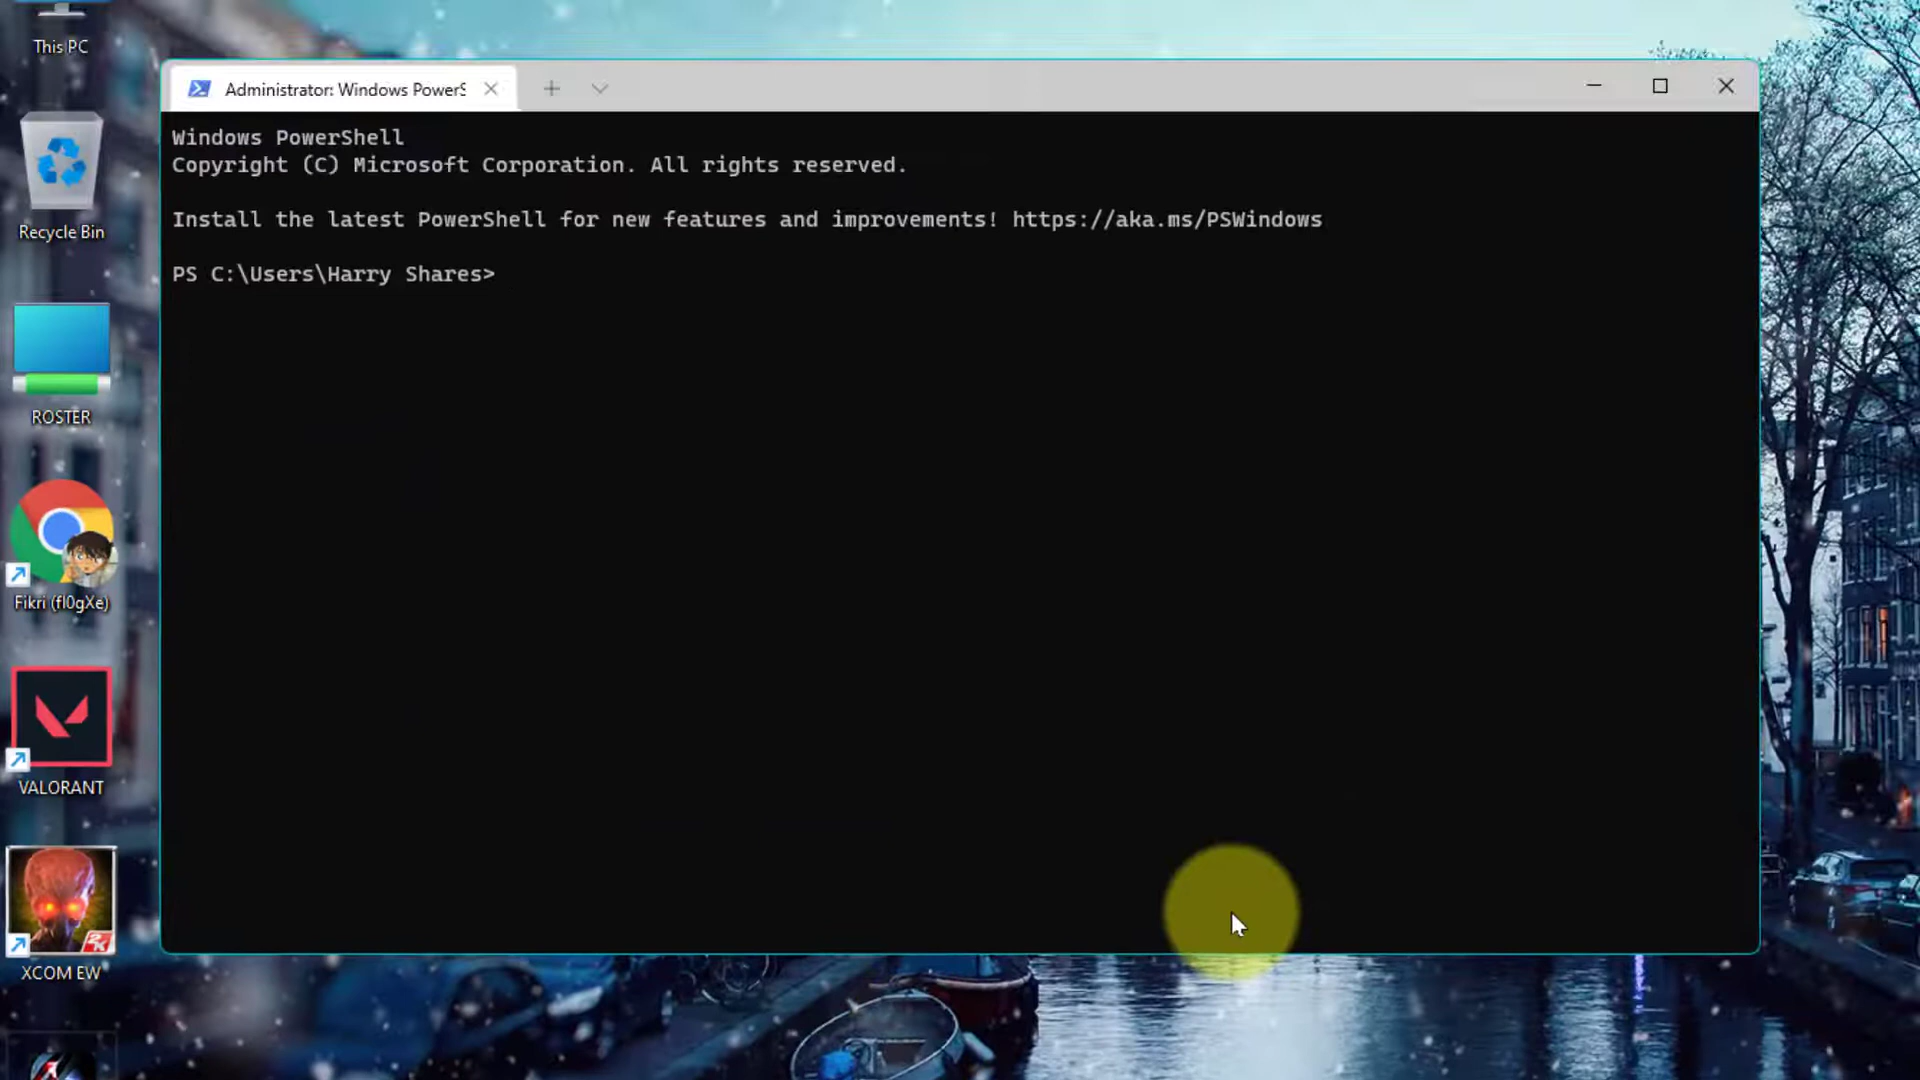 This PC
Administrator: Windows PowerS
Windows PowerShell
Copyright (C) Microsoft Corporation. All rights reserved.
Install the latest PowerShell for new features and improvements! https://aka.ms/PSWindows
PS C:\Users\Harry Shares>
Recycle Bin
ROSTER
Fikri (fl0gXe)
VALORANT
2K
XCOM EW